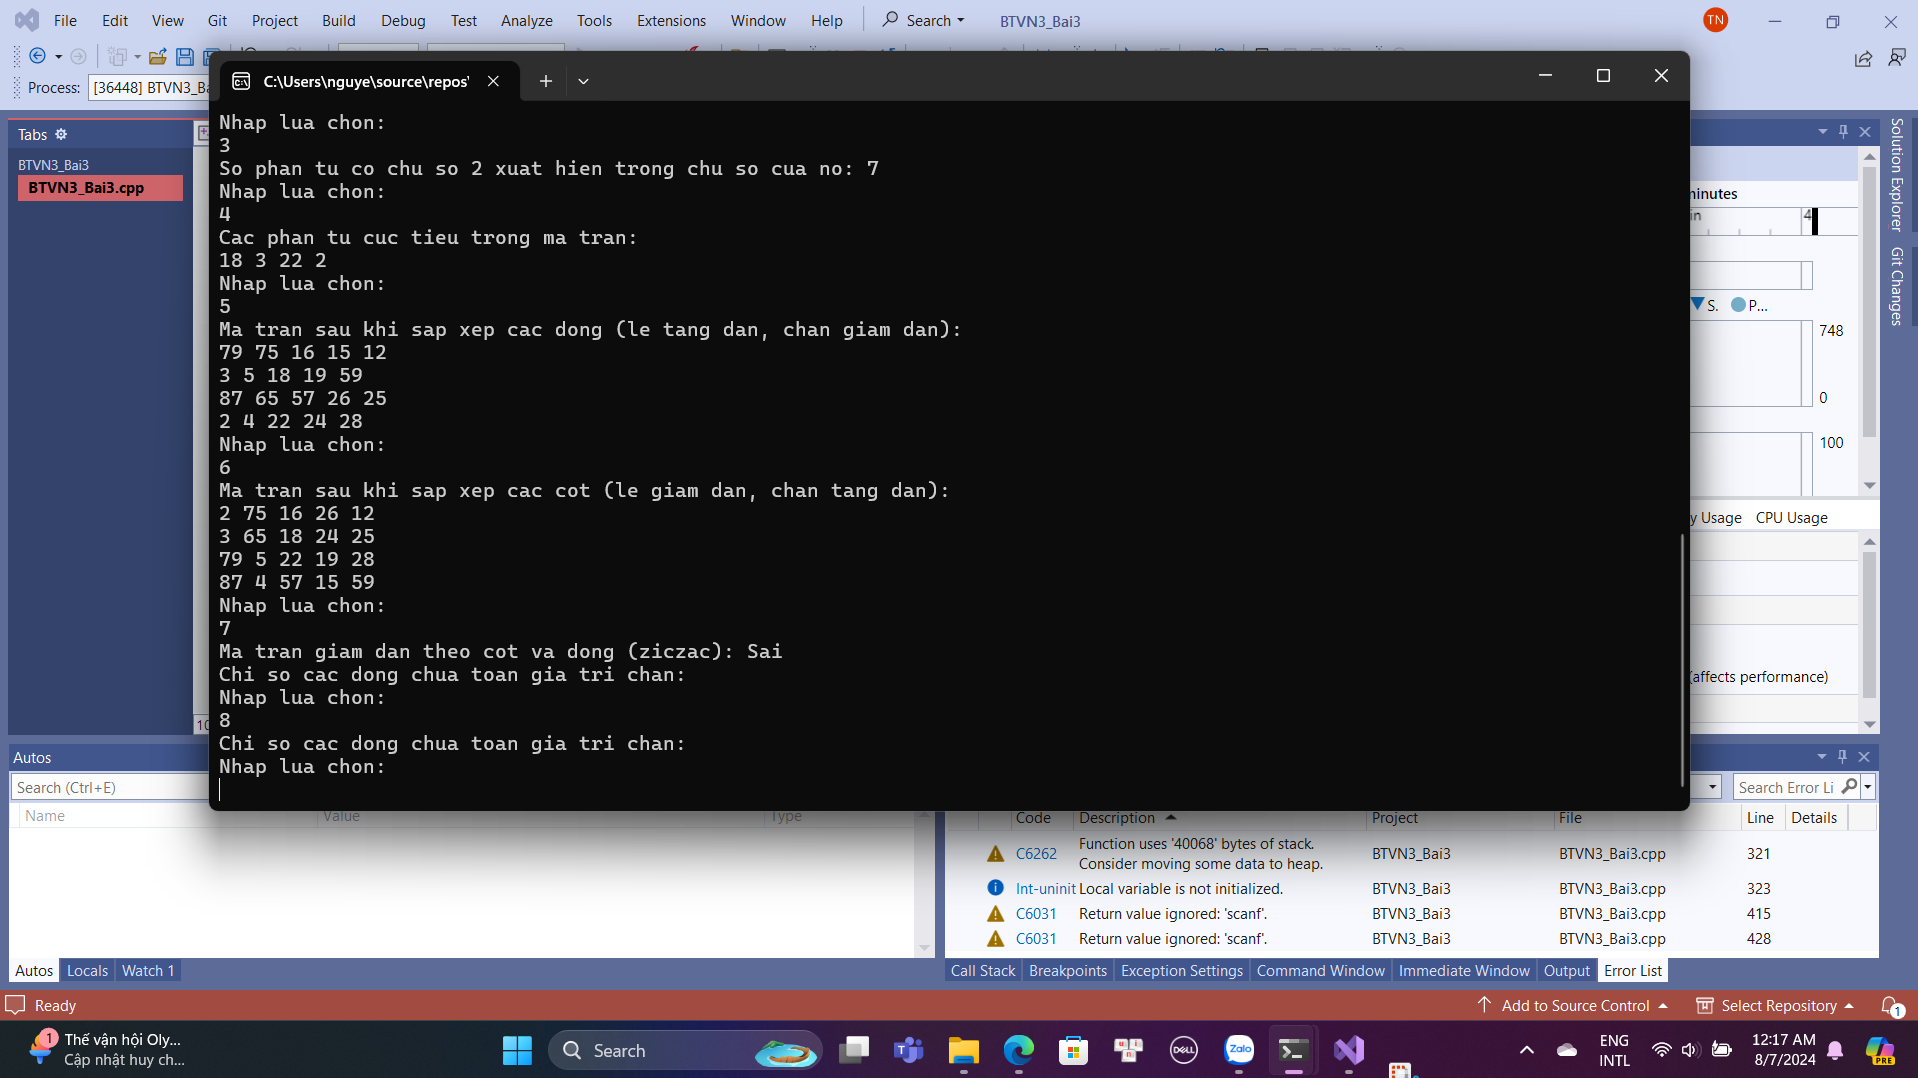 File Edit View Git Project Build Debug Test Analyze Tools Extensions Window Help Search BTVN3_Bai3 TN
Process: [36448] BTVN3_Ba
C:\Users\nguye\source\repos\
Tabs
BTVN3_Bai3
BTVN3_Bai3.cpp
Nhap lua chon:
3
So phan tu co chu so 2 xuat hien trong chu so cua no: 7
Nhap lua chon:
4
Cac phan tu cuc tieu trong ma tran:
18 3 22 2
Nhap lua chon:
5
Ma tran sau khi sap xep cac dong (le tang dan, chan giam dan):
79 75 16 15 12
3 5 18 19 59
87 65 57 26 25
2 4 22 24 28
Nhap lua chon:
6
Ma tran sau khi sap xep cac cot (le giam dan, chan tang dan):
2 75 16 26 12
3 65 18 24 25
79 5 22 19 28
87 4 57 15 59
Nhap lua chon:
7
Ma tran giam dan theo cot va dong (ziczac): Sai
Chi so cac dong chua toan gia tri chan:
Nhap lua chon:
8
Chi so cac dong chua toan gia tri chan:
Nhap lua chon:
Solution Explorer
Git Changes
minutes
in 4
S. P...
748
0
100
y Usage CPU Usage
(affects performance)
10
Autos
Search (Ctrl+E)
Name Value Type
Search Error Li
Code Description Project File Line Details
C6262 Function uses '40068' bytes of stack. Consider moving some data to heap. BTVN3_Bai3 BTVN3_Bai3.cpp 321
Int-uninit Local variable is not initialized. BTVN3_Bai3 BTVN3_Bai3.cpp 323
C6031 Return value ignored: 'scanf'. BTVN3_Bai3 BTVN3_Bai3.cpp 415
C6031 Return value ignored: 'scanf'. BTVN3_Bai3 BTVN3_Bai3.cpp 428
Autos Locals Watch 1
Call Stack Breakpoints Exception Settings Command Window Immediate Window Output Error List
Ready
Add to Source Control Select Repository 1
1 Thế vận hội Oly...
Cập nhật huy ch...
Search
DELL
Zalo
ENG
INTL
12:17 AM
8/7/2024
PRE